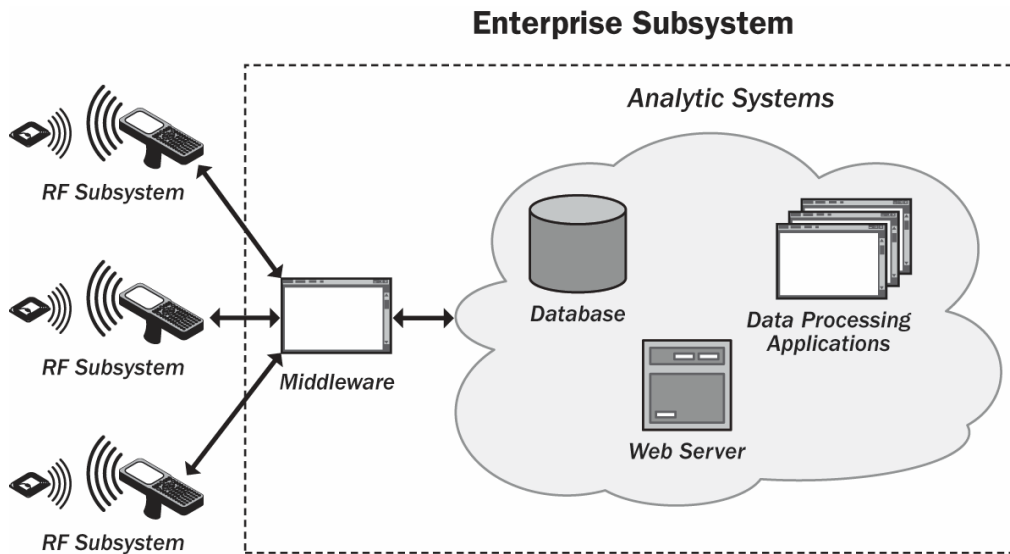 Enterprise Subsystem
Analytic Systems
RF Subsystem
RF Subsystem
RF Subsystem
Middleware
Database
Data Processing
Applications
Web Server